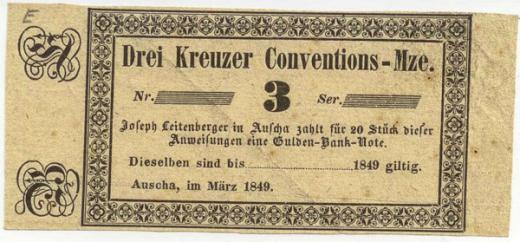 E
Drei Kreuzer Conventions-Mze.
Nr. 3 Ser.
Joseph Leitenberger in Auscha zahlt für 20 Stück dieser
Anweisungen eine Gulden-Bank-Note.
Dieselben sind bis 1849 giltig.
Auscha, im März 1849.